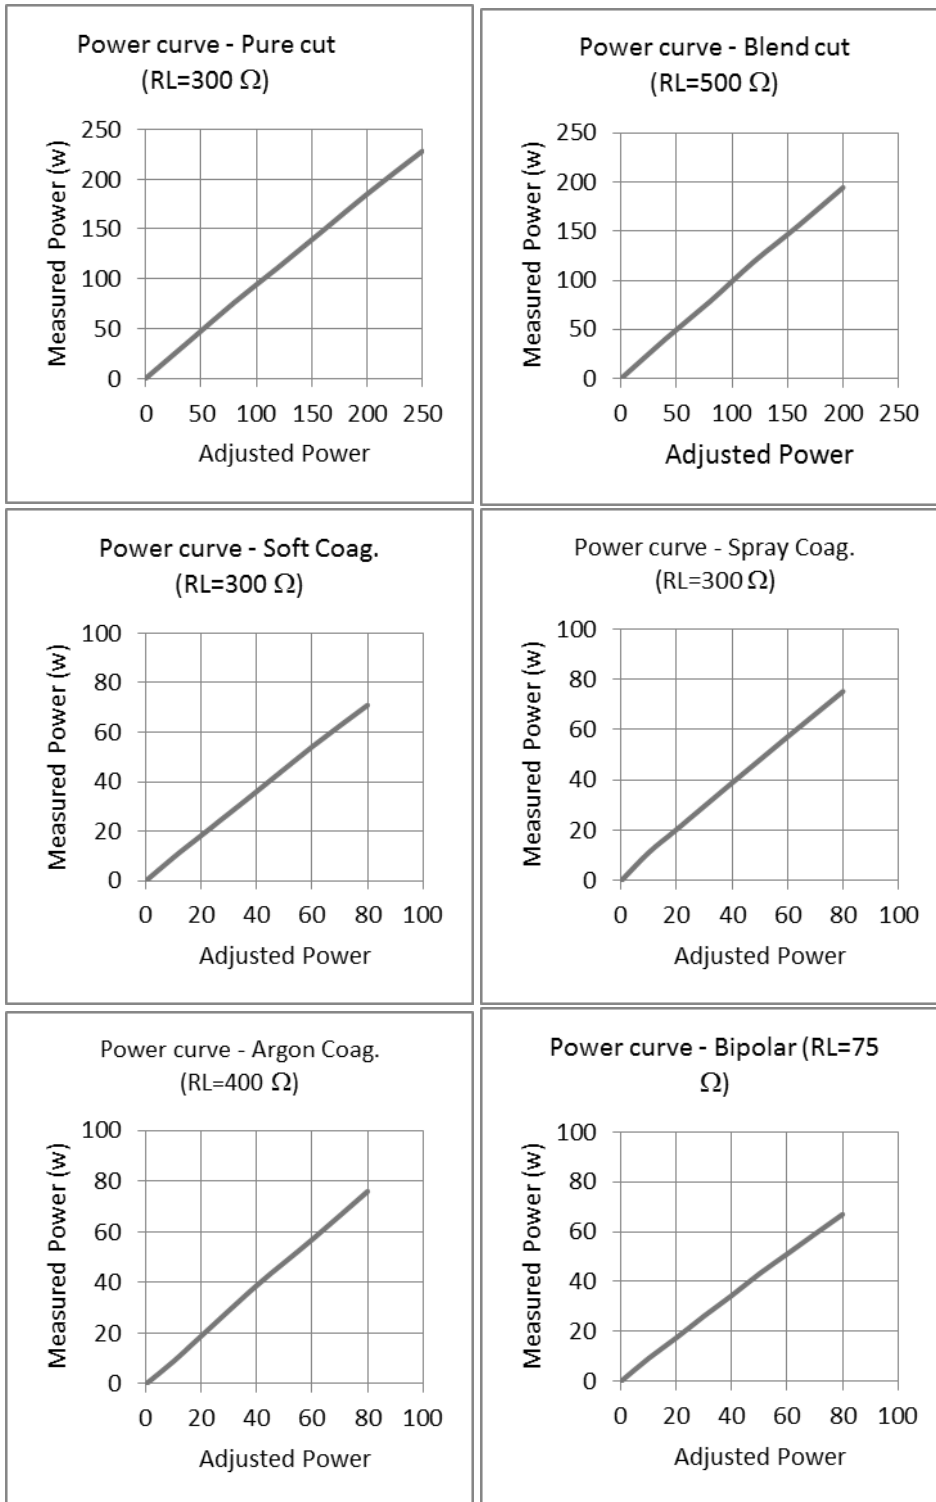 Power curve - Pure cut
(RL=300 Ω)
Measured Power (w)
250
200
150
100
50
0
0 50 100 150 200 250
Adjusted Power
Power curve - Blend cut
(RL=500 Ω)
Measured Power (w)
250
200
150
100
50
0
0 50 100 150 200 250
Adjusted Power
Power curve - Soft Coag.
(RL=300 Ω)
Measured Power (w)
100
80
60
40
20
0
0 20 40 60 80 100
Adjusted Power
Power curve - Spray Coag.
(RL=300 Ω)
Measured Power (w)
100
80
60
40
20
0
0 20 40 60 80 100
Adjusted Power
Power curve - Argon Coag.
(RL=400 Ω)
Measured Power (w)
100
80
60
40
20
0
0 20 40 60 80 100
Adjusted Power
Power curve - Bipolar (RL=75
Ω)
Measured Power (w)
100
80
60
40
20
0
0 20 40 60 80 100
Adjusted Power